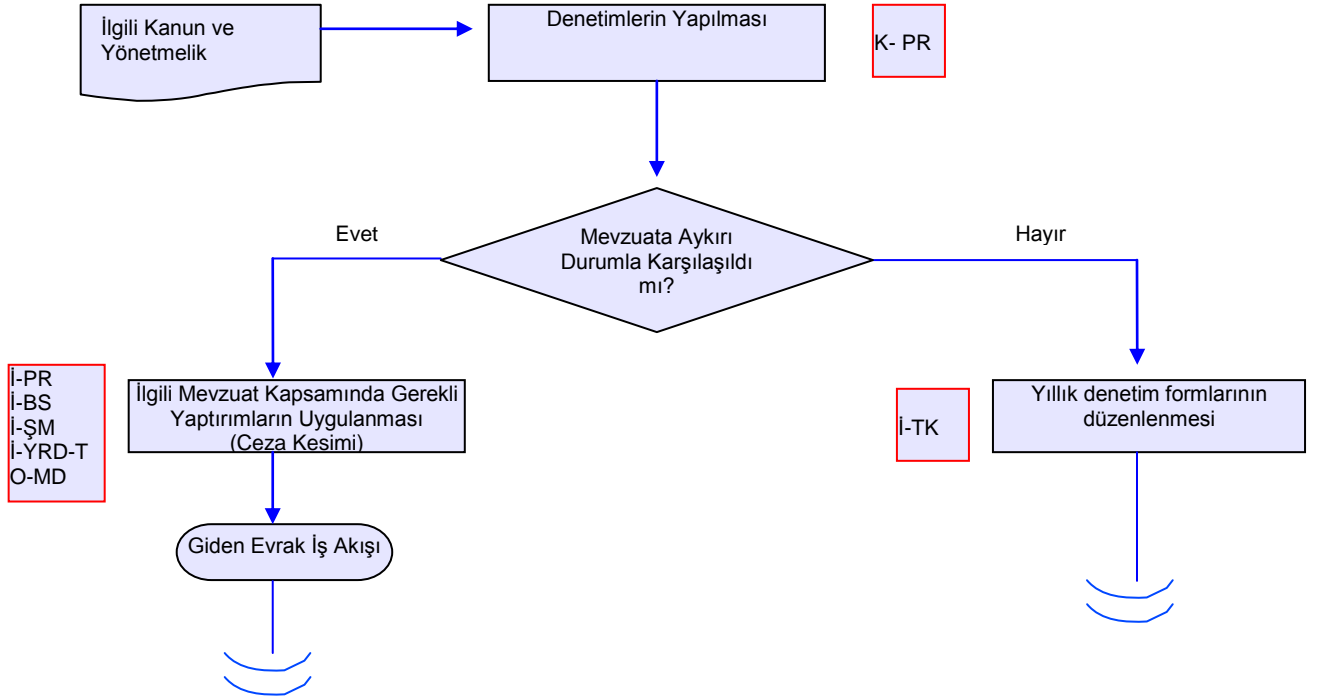 İlgili Kanun ve
Yönetmelik
Denetimlerin Yapılması
K- PR
Evet
Mevzuata Aykırı
Durumla Karşılaşıldı
mı?
Hayır
İ-PR
İ-BS
İ-ŞM
İ-YRD-T
O-MD
İlgili Mevzuat Kapsamında Gerekli
Yaptırımların Uygulanması
(Ceza Kesimi)
İ-TK
Yıllık denetim formlarının
düzenlenmesi
Giden Evrak İş Akışı